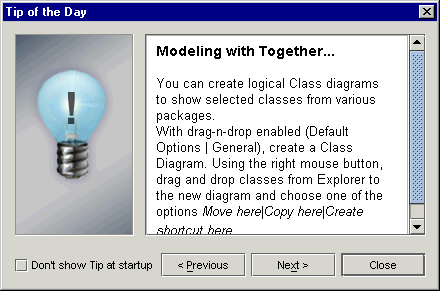 Tip of the Day
Modeling with Together...
You can create logical Class diagrams
to show selected classes from various
packages.
With drag-n-drop enabled (Default
Options | General), create a Class
Diagram. Using the right mouse button,
drag and drop classes from Explorer to
the new diagram and choose one of the
options Move here|Copy here|Create
shortcut here
Don't show Tip at startup
< Previous
Next >
Close